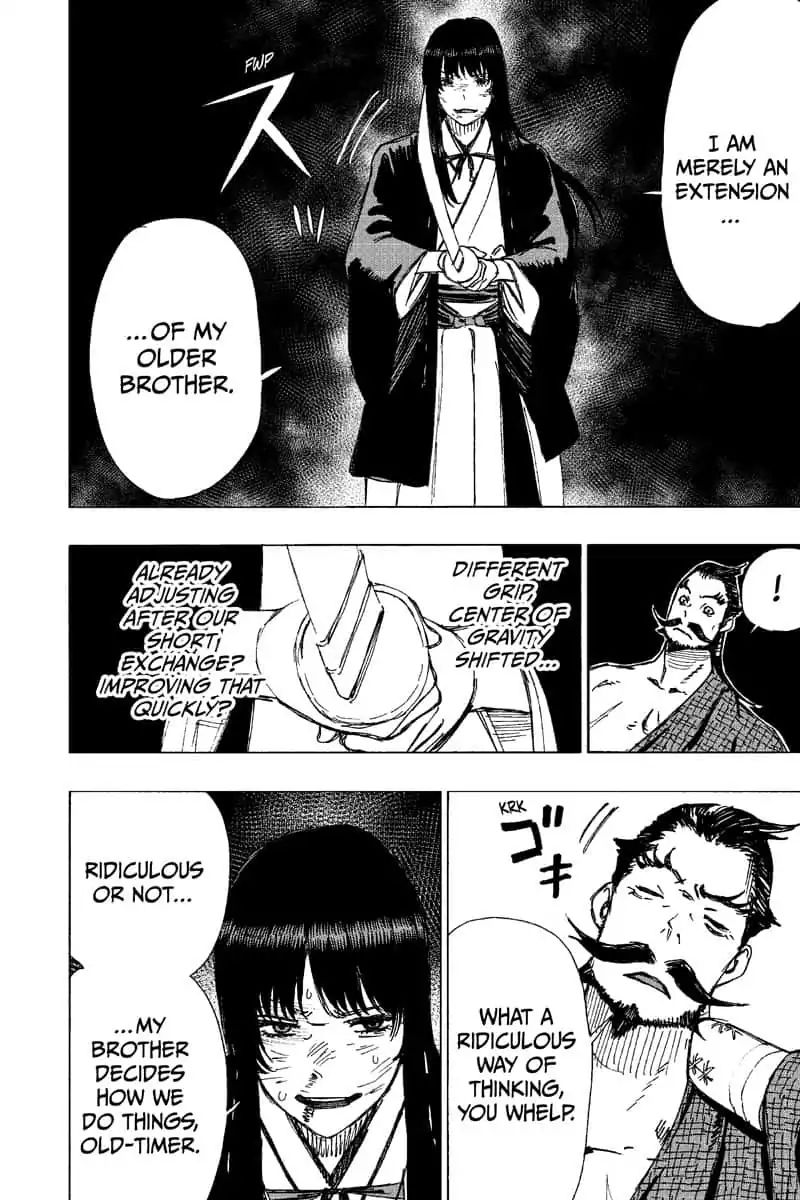 I AM
MERELY AN
EXTENSION
...
FWP
ス
...OF MY
OLDER
BROTHER.
!
DIFFERENT
GRIP,
CENTER OF
GRAVITY
SHIFTED...
ALREADY
ADJUSTING
AFTER OUR
SHORT
EXCHANGE?
IMPROVING THAT
QUICKLY?
KRK
ゴ
キ
WHAT A
RIDICULOUS
WAY OF
THINKING,
YOU WHELP.
RIDICULOUS
OR NOT...
...MY
BROTHER
DECIDES
HOW WE
DO THINGS,
OLD-TIMER.